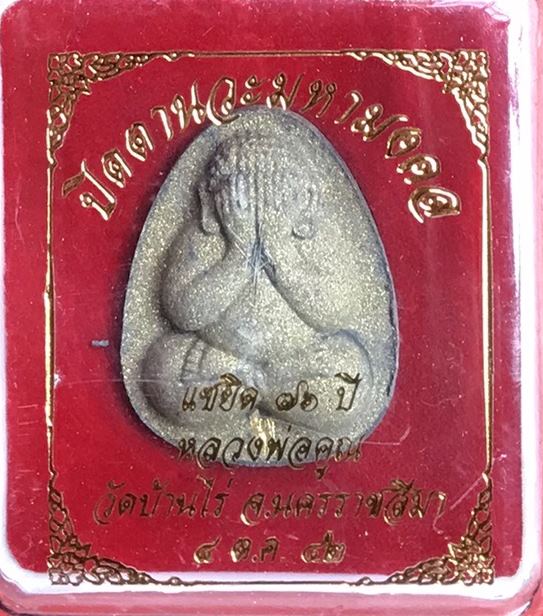 ปิดตานวะมหามงคล
แซยิด ๗๖ ปี
หลวงพ่อคูณ
วัดบ้านไร่ จ.นครราชสีมา
๔ ต.ค. ๔๒